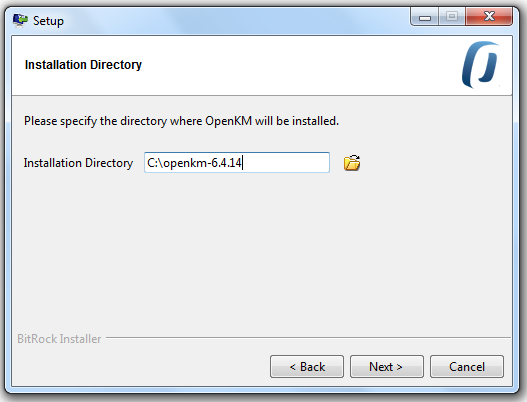 Setup
Installation Directory
Please specify the directory where OpenKM will be installed.
Installation Directory C:\openkm-6.4.14
BitRock Installer
< Back Next > Cancel